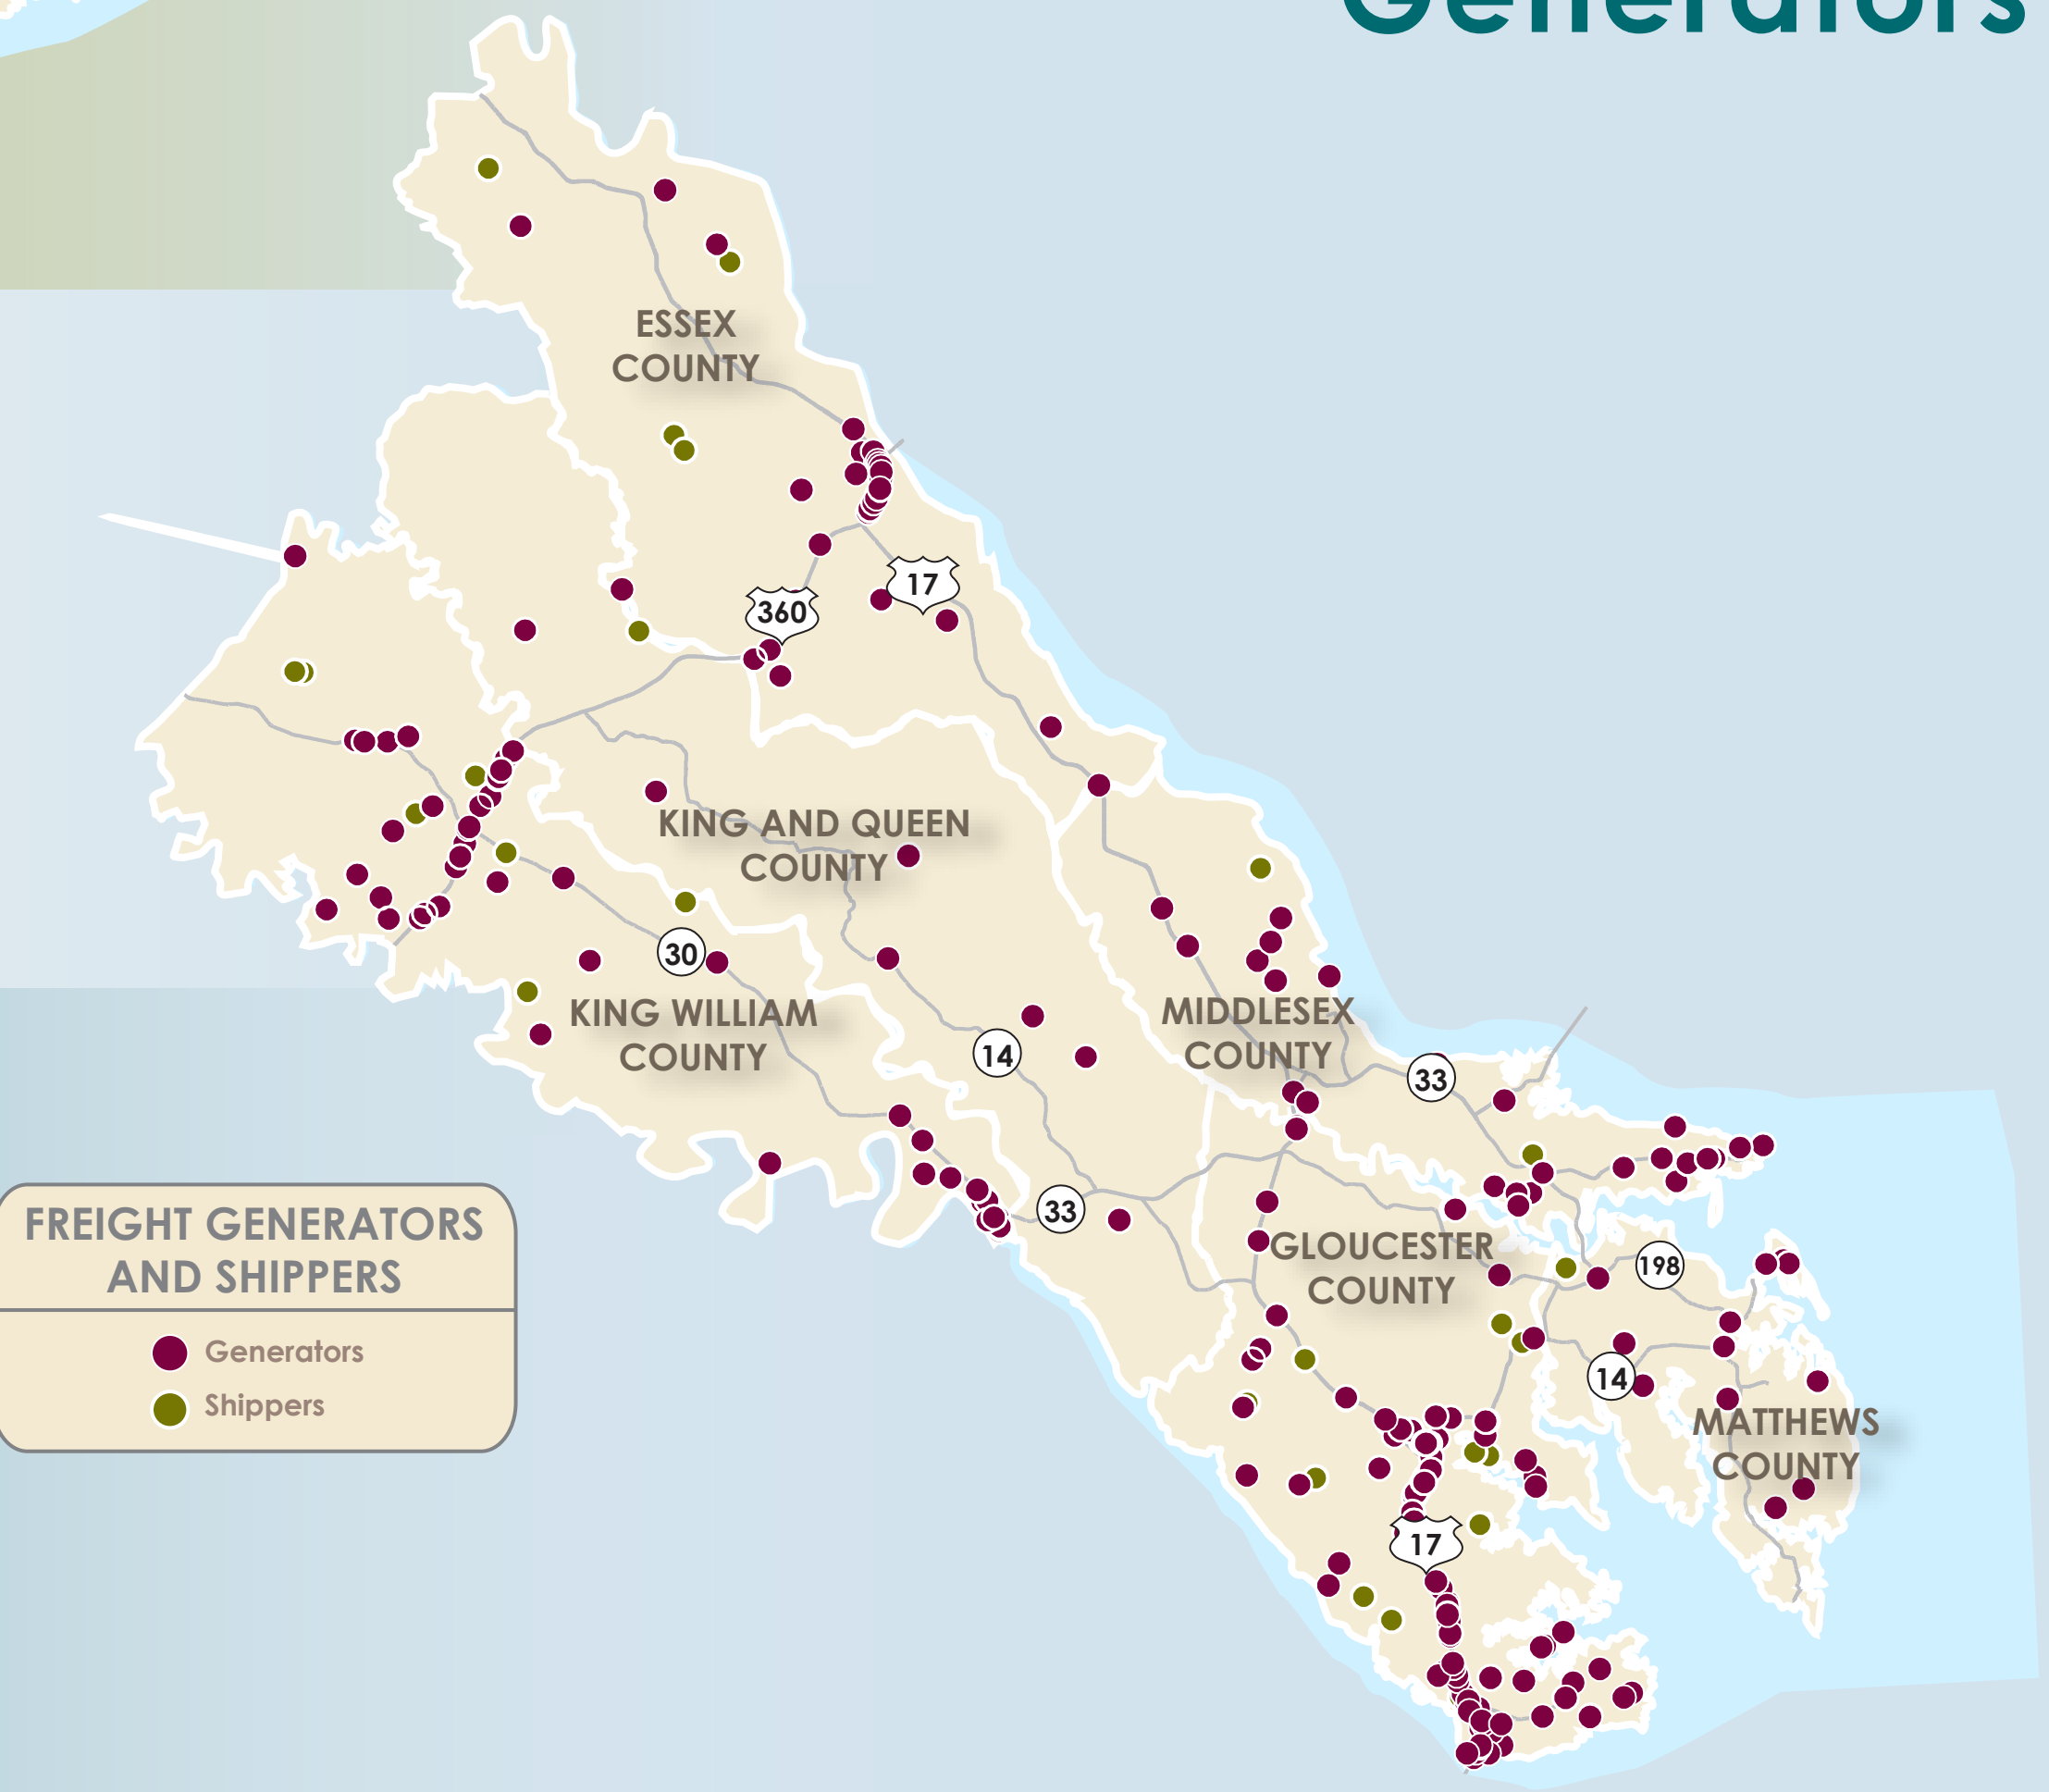 Generators
ESSEX
COUNTY
17
360
KING AND QUEEN
COUNTY
30
KING WILLIAM
COUNTY
14
MIDDLESEX
COUNTY
33
33
GLOUCESTER
COUNTY
198
14
MATTHEWS
COUNTY
17
FREIGHT GENERATORS
AND SHIPPERS
Generators
Shippers